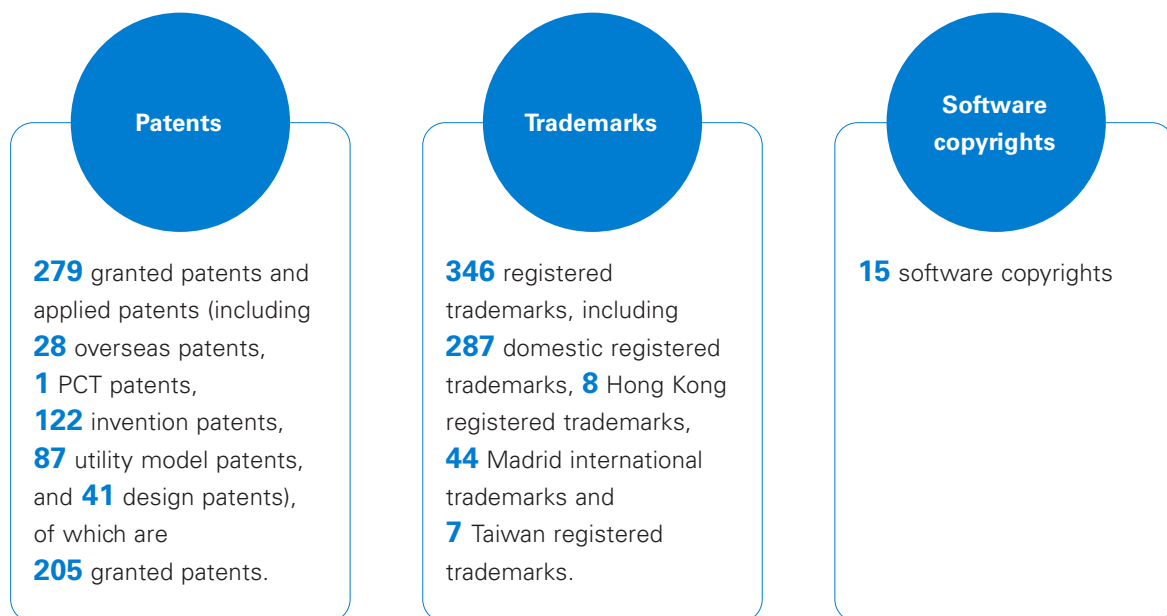 Patents
279 granted patents and
applied patents (including
28 overseas patents,
1 PCT patents,
122 invention patents,
87 utility model patents,
and 41 design patents),
of which are
205 granted patents.
Trademarks
346 registered
trademarks, including
287 domestic registered
trademarks, 8 Hong Kong
registered trademarks,
44 Madrid international
trademarks and
7 Taiwan registered
trademarks.
Software
copyrights
15 software copyrights